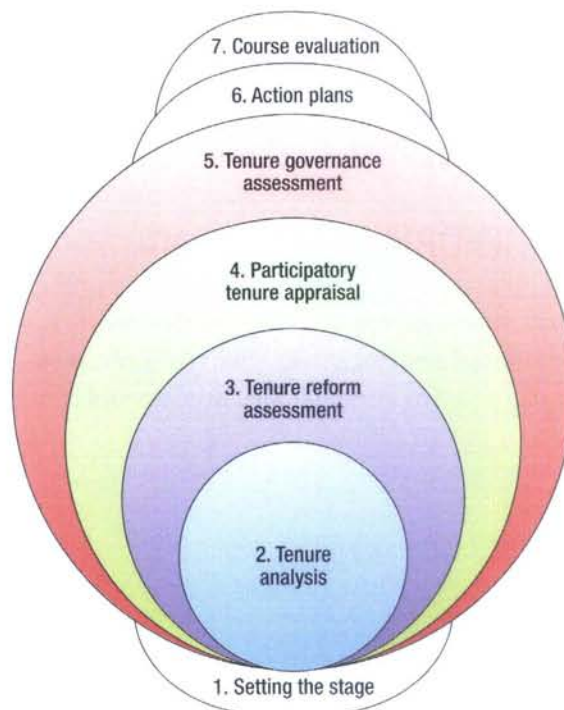 7. Course evaluation
6. Action plans
5. Tenure governance
assessment
4. Participatory
tenure appraisal
3. Tenure reform
assessment
2. Tenure
analysis
1. Setting the stage